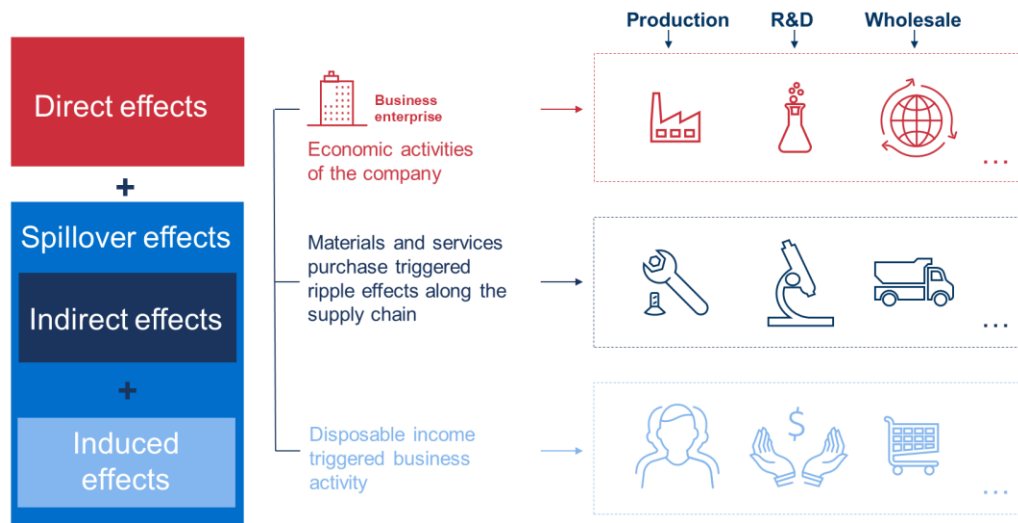 Production
R&D
Wholesale
Direct effects
+
Spillover effects
Indirect effects
+
Induced
effects
Business
enterprise
Economic activities
of the company
...
Materials and services
purchase triggered
ripple effects along the
supply chain
...
Disposable income
triggered business
activity
$
...